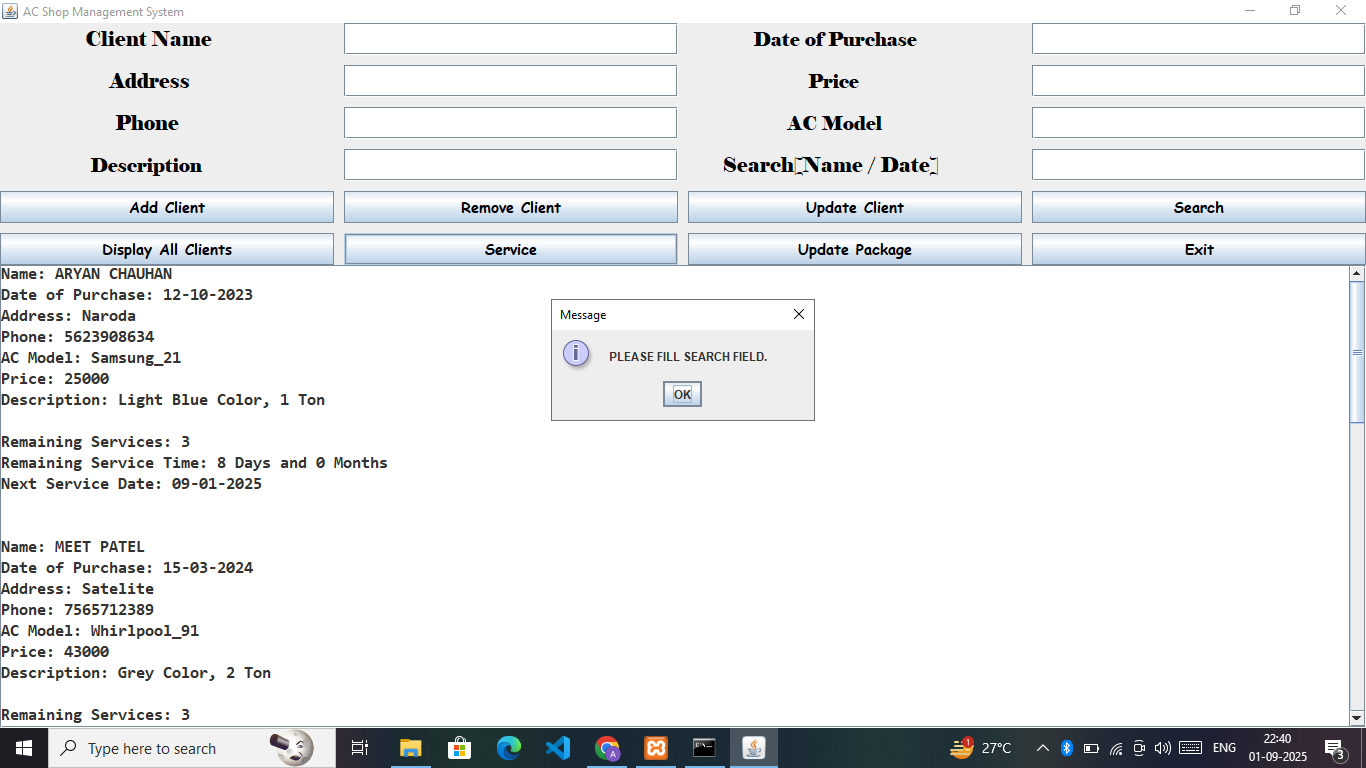 AC Shop Management System
Client Name
Date of Purchase
Address
Price
Phone
AC Model
Description
Search[Name / Date]
Add Client
Remove Client
Update Client
Search
Display All Clients
Service
Update Package
Exit
Name: ARYAN CHAUHAN
Date of Purchase: 12-10-2023
Address: Naroda
Phone: 5623908634
AC Model: Samsung_21
Price: 25000
Description: Light Blue Color, 1 Ton
Remaining Services: 3
Remaining Service Time: 8 Days and 0 Months
Next Service Date: 09-01-2025
Name: MEET PATEL
Date of Purchase: 15-03-2024
Address: Satelite
Phone: 7565712389
AC Model: Whirlpool_91
Price: 43000
Description: Grey Color, 2 Ton
Remaining Services: 3
Message
i
PLEASE FILL SEARCH FIELD.
OK
Type here to search
A
1
27°C
ENG
22:40
01-09-2025
3